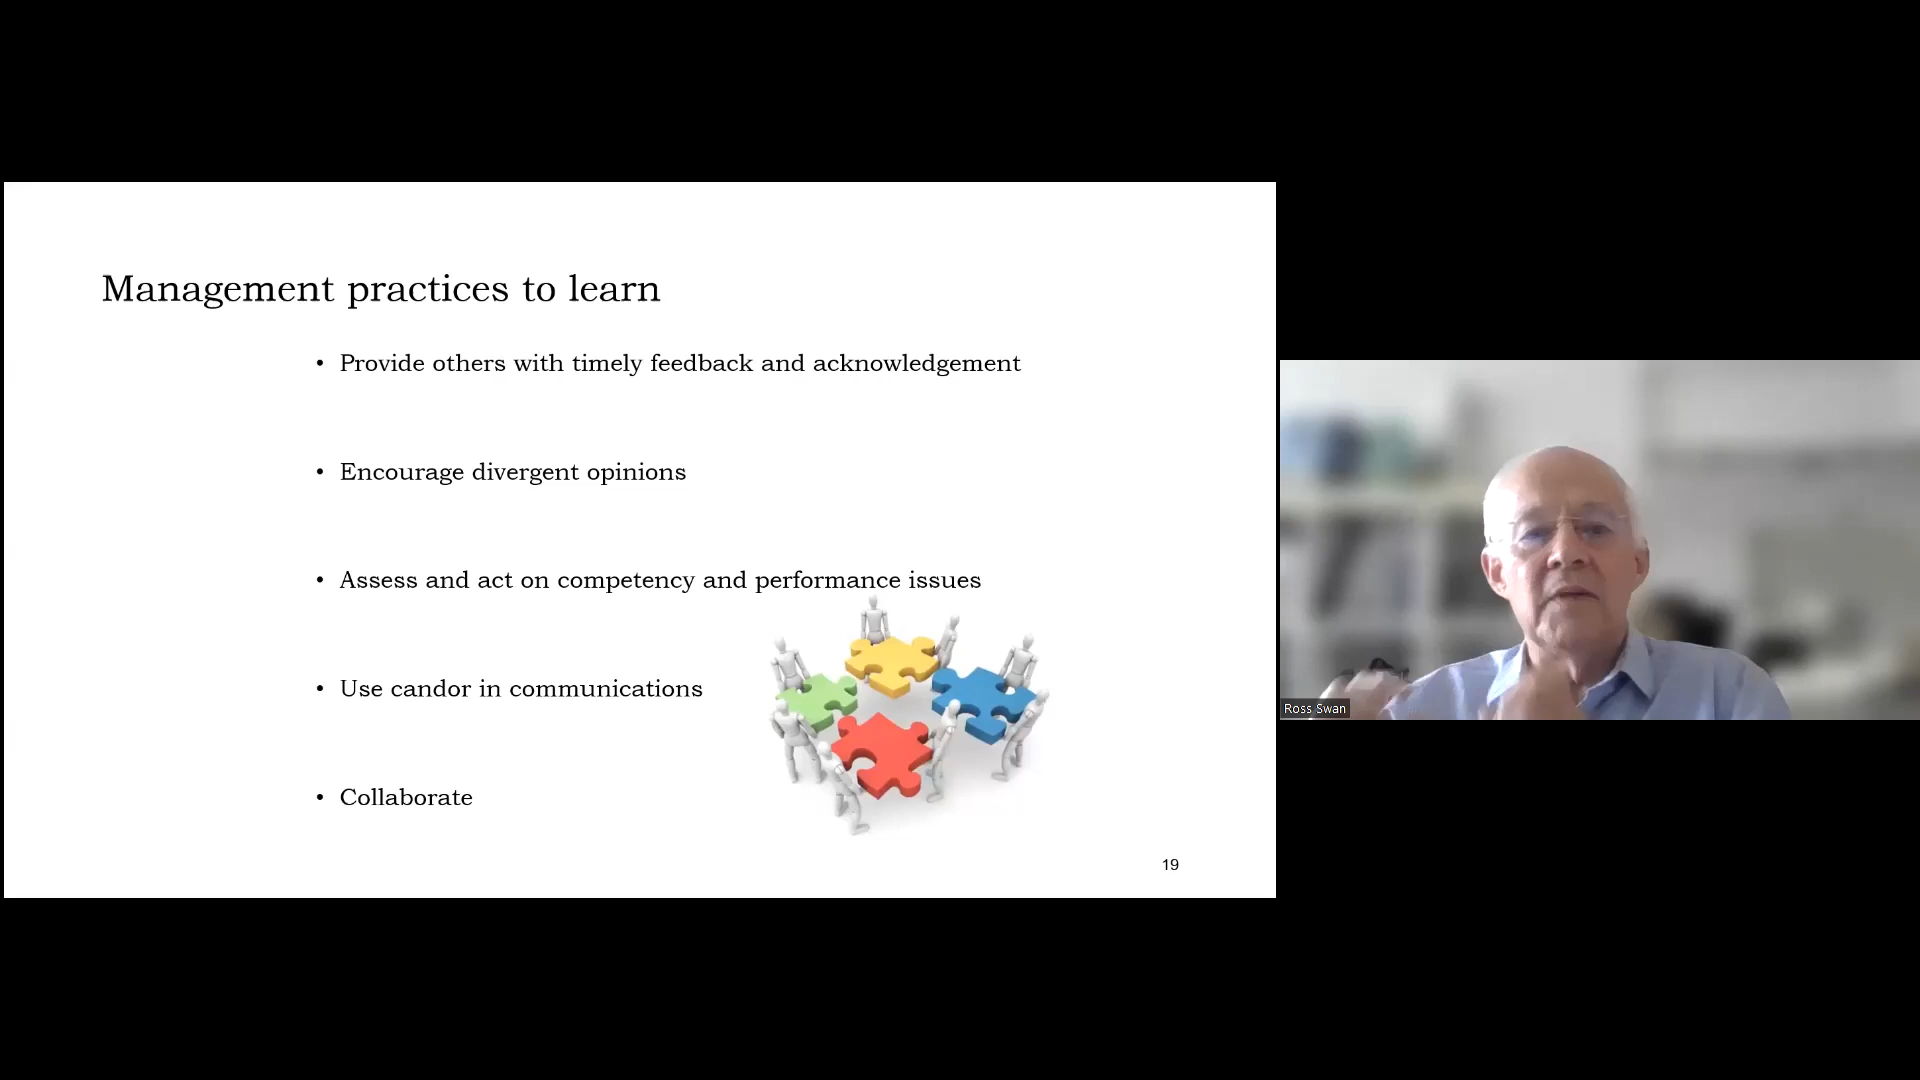 Management practices to learn
• Provide others with timely feedback and acknowledgement
• Encourage divergent opinions
• Assess and act on competency and performance issues
• Use candor in communications
• Collaborate
19
Ross Swan